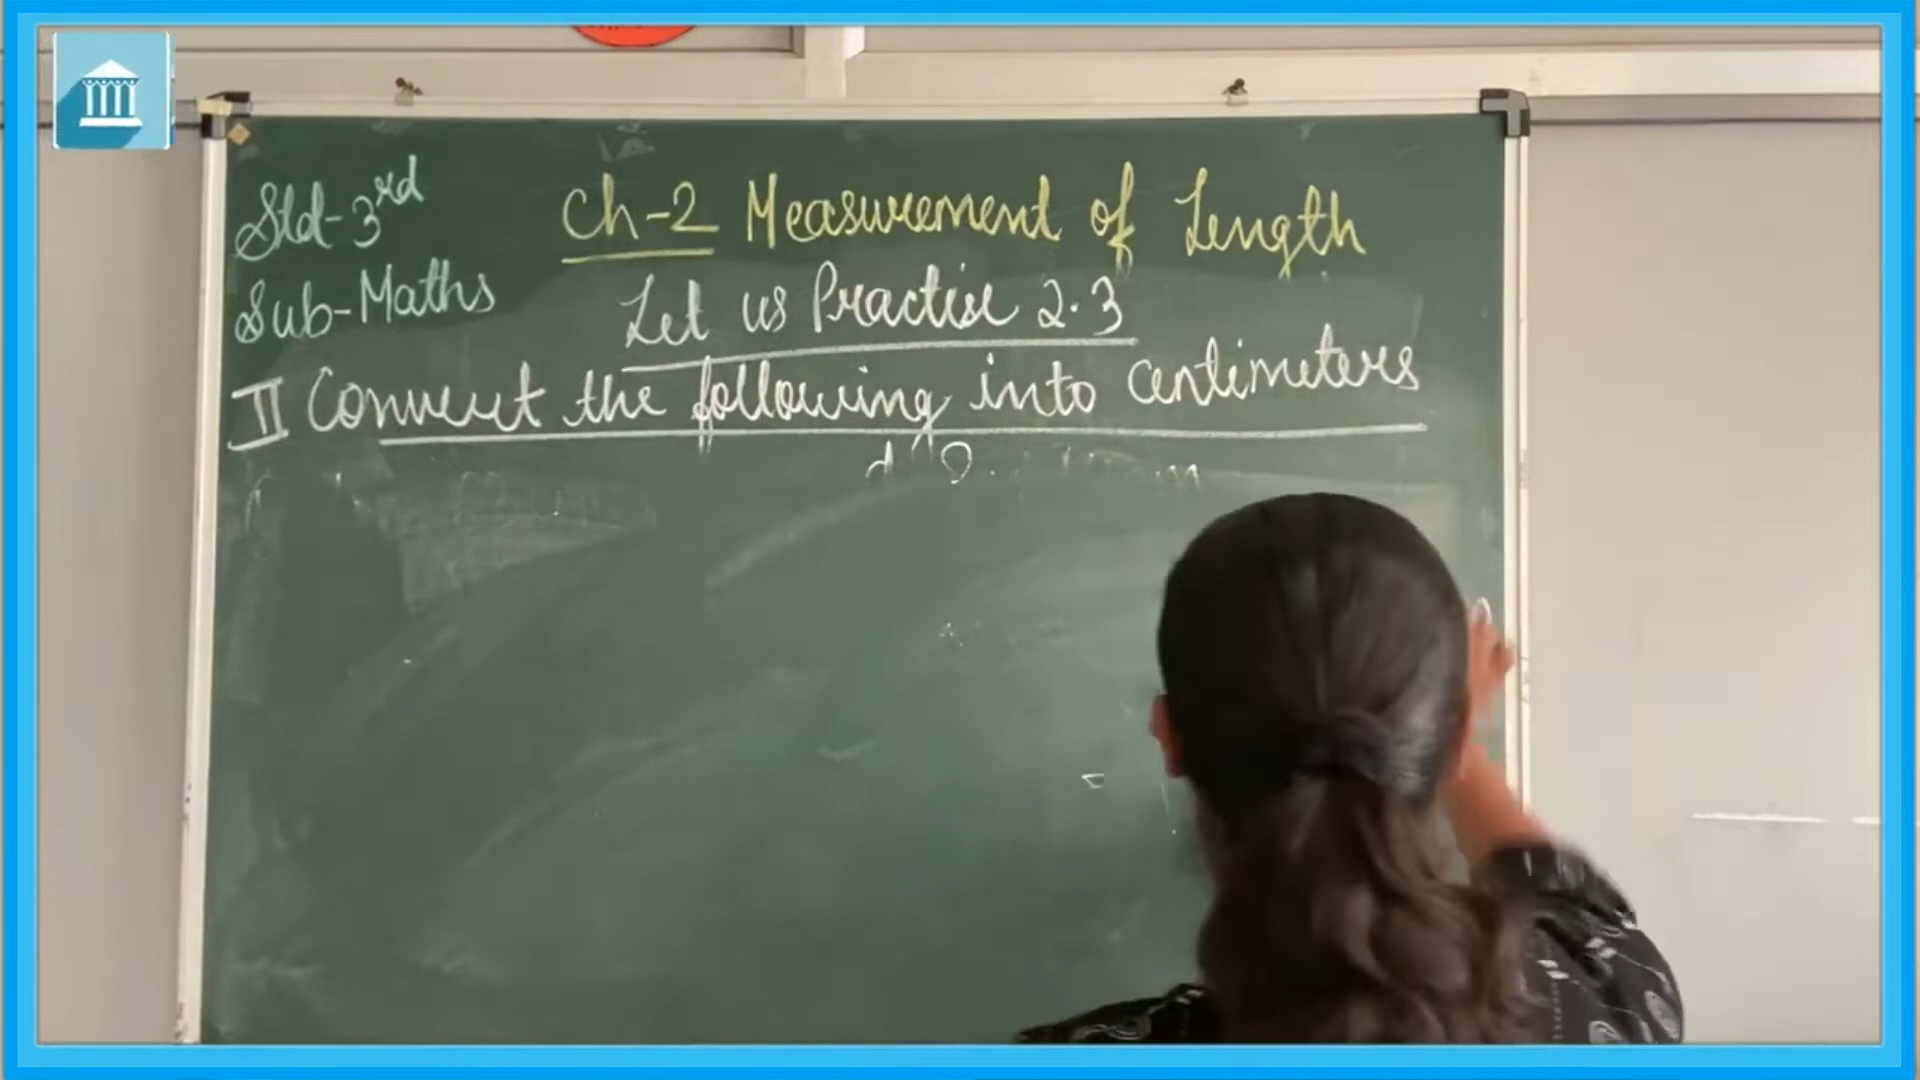 Std-3rd
Ch-2 Measurement of Length
Sub-Maths
Let us Practise 2.3
II Convert the following into centimeters